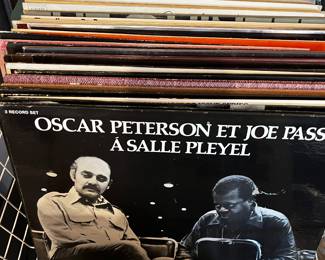 2 RECORD SET
OSCAR PETERSON ET JOE PASS
À SALLE PLEYEL